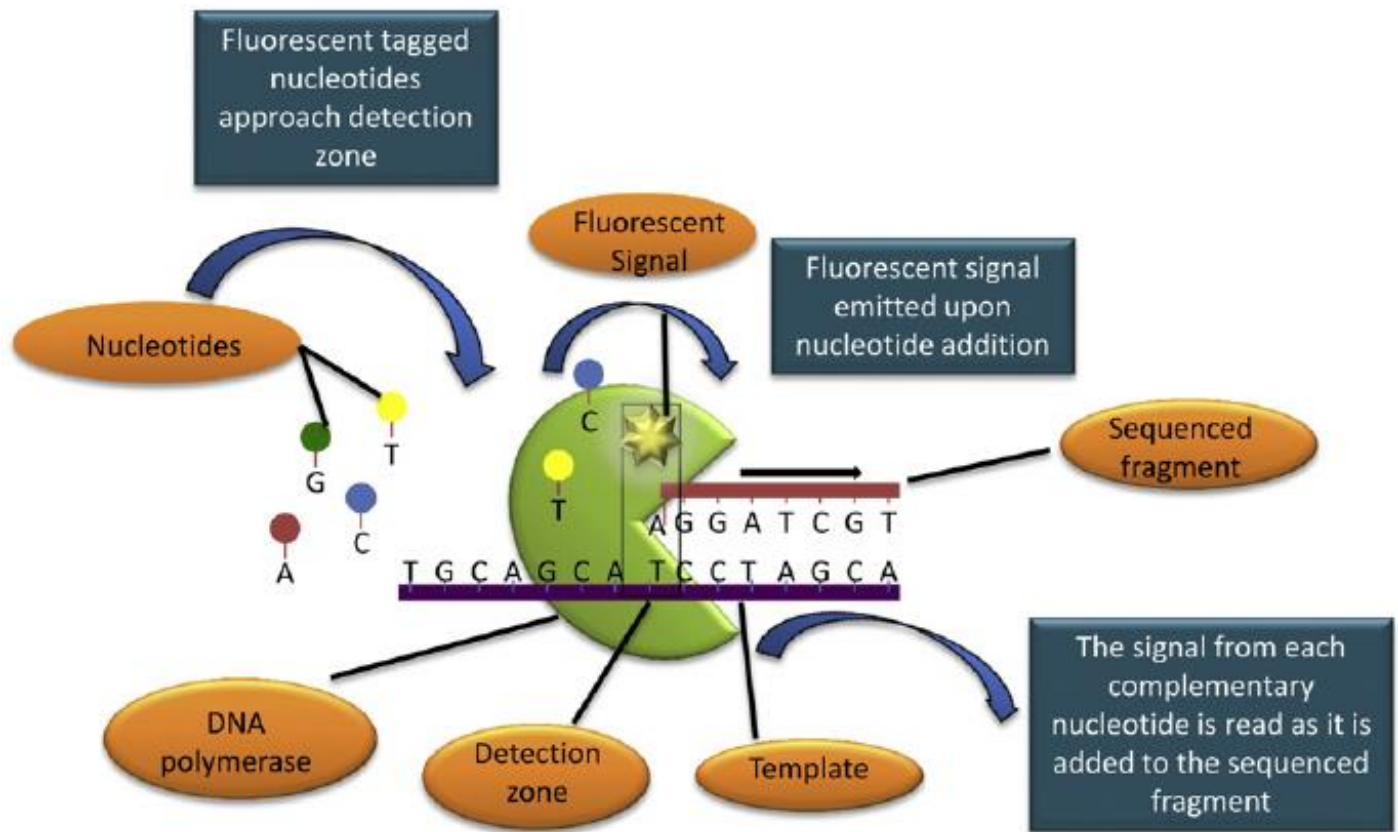 Fluorescent tagged
nucleotides
approach detection
zone
Fluorescent
Signal
Fluorescent signal
emitted upon
nucleotide addition
Nucleotides
Sequenced
fragment
C
T
G
T
C
A
A G G A T C G T
T G C A G C A T C C T A G C A
DNA
polymerase
Detection
zone
Template
The signal from each
complementary
nucleotide is read as it is
added to the sequenced
fragment